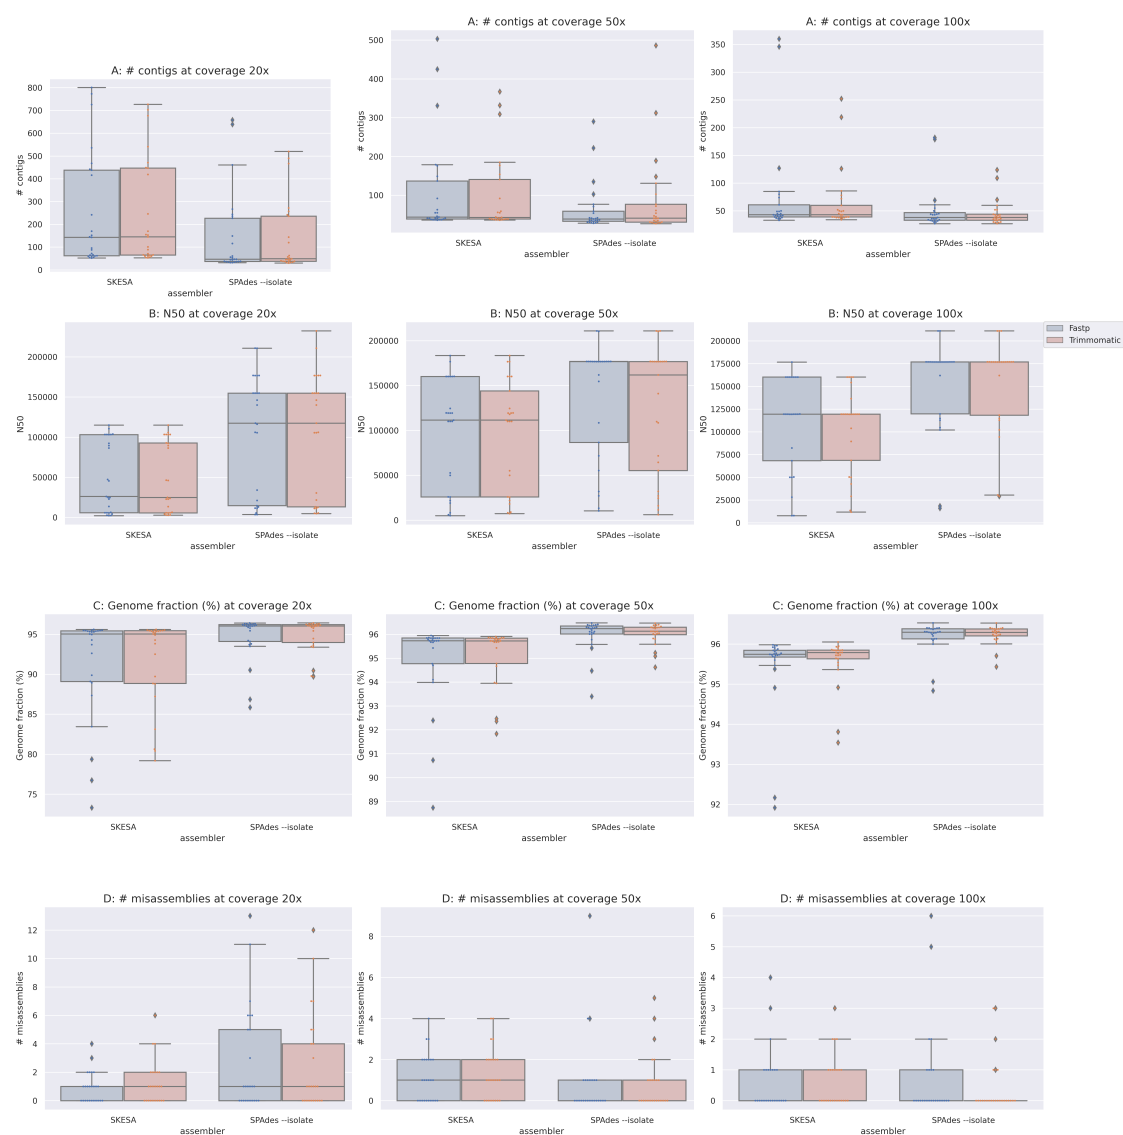 A: # contigs at coverage 20x
# contigs
800
700
600
500
400
300
200
100
0
SKESA
SPAdes --isolate
assembler
A: # contigs at coverage 50x
# contigs
500
400
300
200
100
SKESA
SPAdes --isolate
assembler
A: # contigs at coverage 100x
# contigs
350
300
250
200
150
100
50
SKESA
SPAdes --isolate
assembler
B: N50 at coverage 20x
N50
200000
150000
100000
50000
0
SKESA
SPAdes --isolate
assembler
B: N50 at coverage 50x
N50
200000
150000
100000
50000
0
SKESA
SPAdes --isolate
assembler
B: N50 at coverage 100x
N50
200000
175000
150000
125000
100000
75000
50000
25000
0
SKESA
SPAdes --isolate
assembler
Fastp
Trimmomatic
C: Genome fraction (%) at coverage 20x
Genome fraction (%)
95
90
85
80
75
SKESA
SPAdes --isolate
assembler
C: Genome fraction (%) at coverage 50x
Genome fraction (%)
96
95
94
93
92
91
90
89
SKESA
SPAdes --isolate
assembler
C: Genome fraction (%) at coverage 100x
Genome fraction (%)
96
95
94
93
92
SKESA
SPAdes --isolate
assembler
D: # misassemblies at coverage 20x
# misassemblies
12
10
8
6
4
2
0
SKESA
SPAdes --isolate
assembler
D: # misassemblies at coverage 50x
# misassemblies
8
6
4
2
0
SKESA
SPAdes --isolate
assembler
D: # misassemblies at coverage 100x
# misassemblies
6
5
4
3
2
1
0
SKESA
SPAdes --isolate
assembler